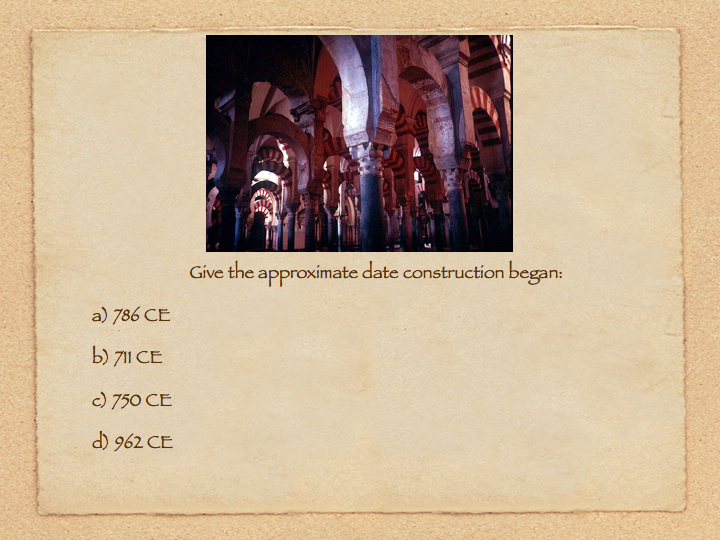 Give the approximate date construction began:
a) 786 CE
b) 711 CE
c) 750 CE
d) 962 CE